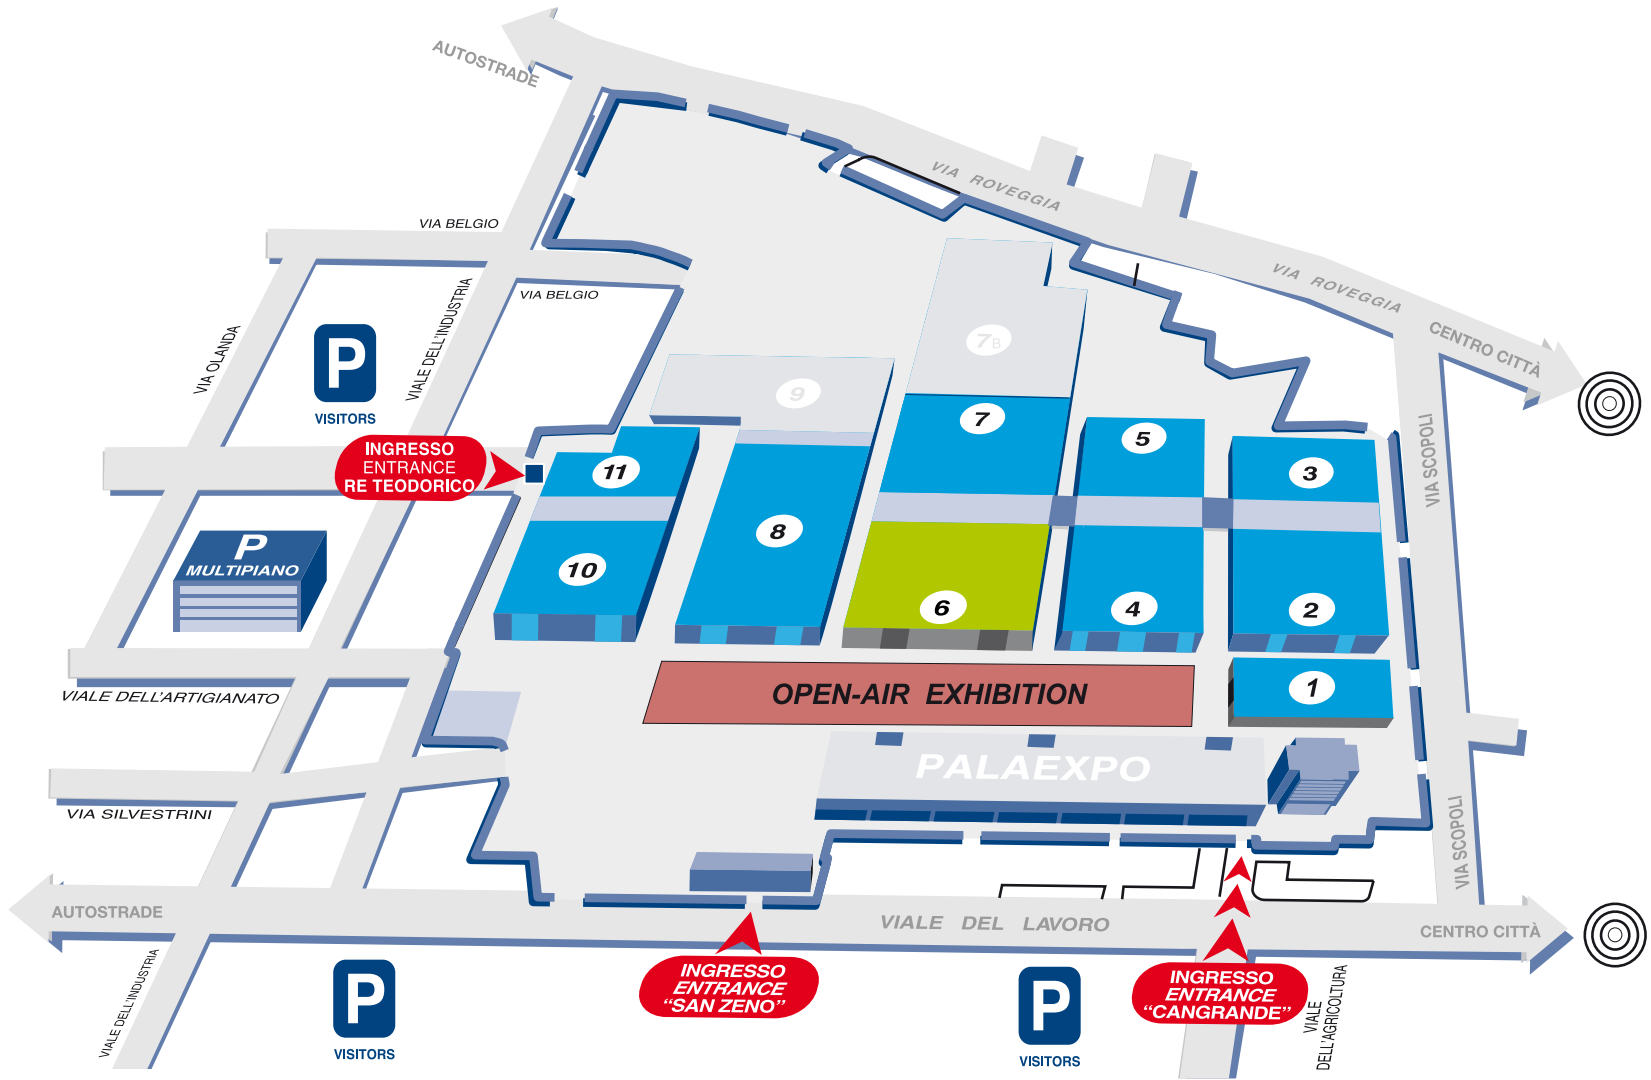 AUTOSTRADE
VIA ROVEGGIA
VIA ROVEGGIA
CENTRO CITTÀ
VIA BELGIO
VIA BELGIO
VIA OLANDA
VIALE DELL'INDUSTRIA
P
VISITORS
INGRESSO
ENTRANCE
RE TEODORICO
P
MULTIPIANO
7B
9
7
5
3
11
8
10
6
4
2
1
VIA SCOPOLI
OPEN-AIR EXHIBITION
PALAEXPO
VIALE DELL'ARTIGIANATO
VIA SILVESTRINI
VIA SCOPOLI
AUTOSTRADE
VIALE DEL LAVORO
CENTRO CITTÀ
VIALE DELL'INDUSTRIA
P
VISITORS
INGRESSO
ENTRANCE
“SAN ZENO”
P
VISITORS
INGRESSO
ENTRANCE
“CANGRANDE”
VIALE
DELL'AGRICOLTURA